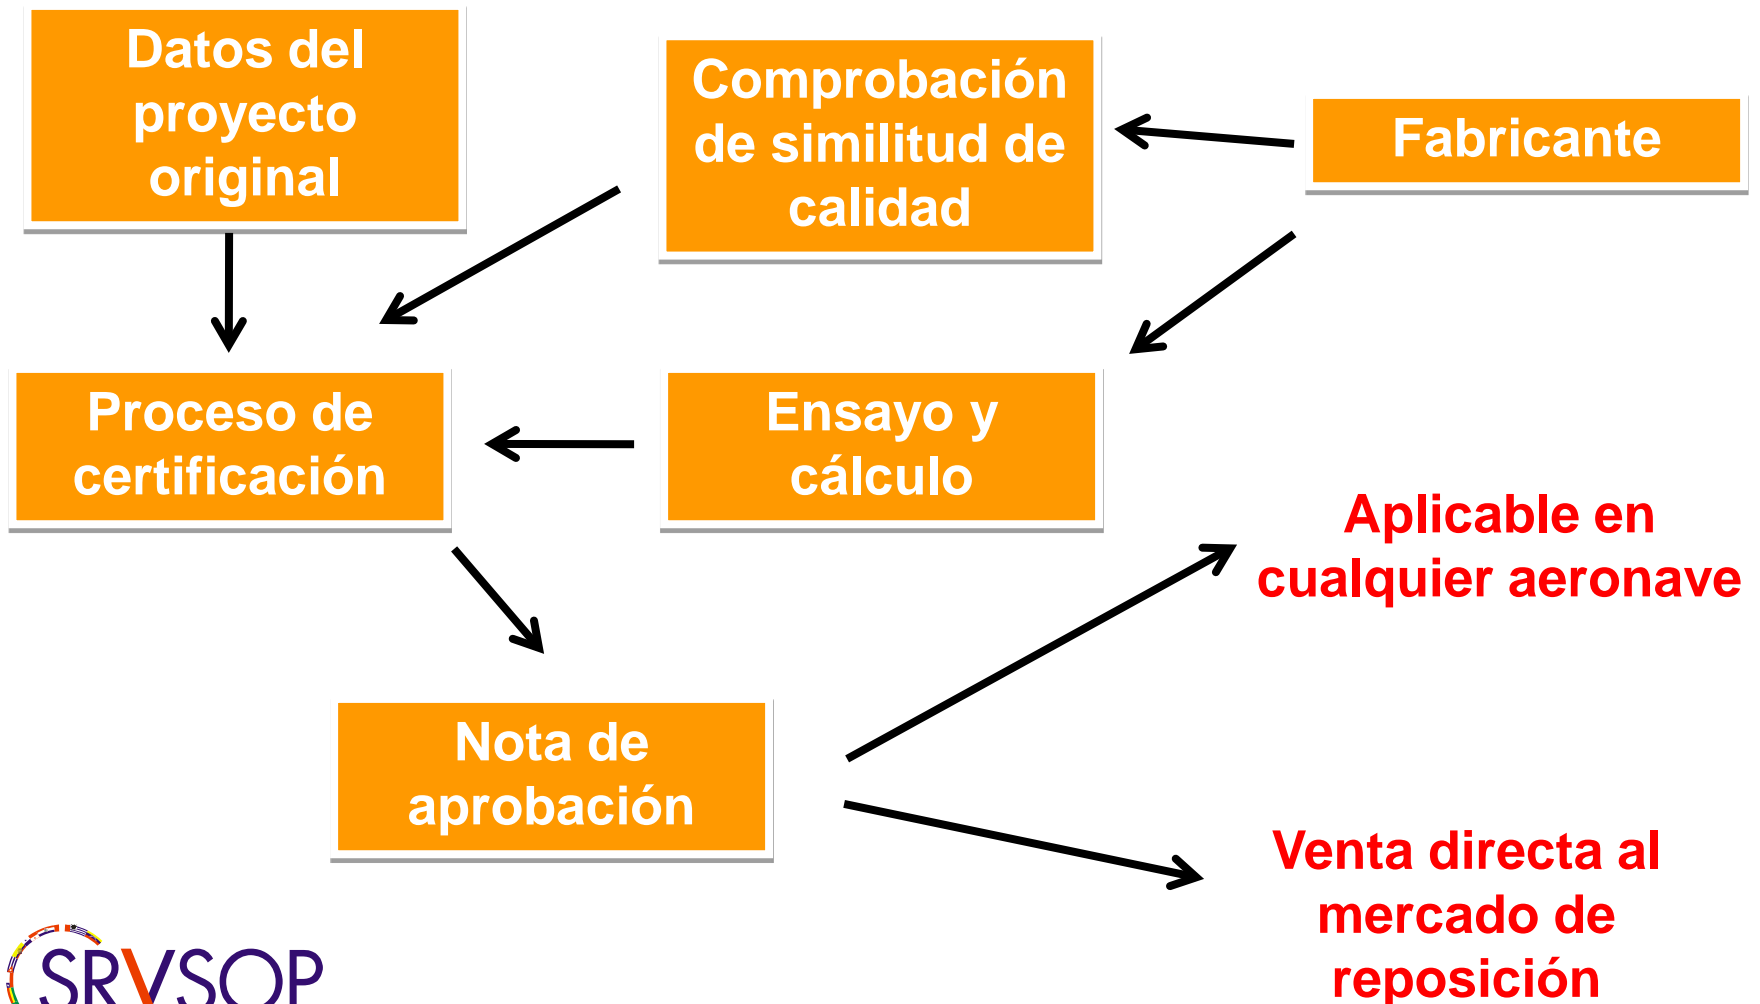 Datos del
proyecto
original
Comprobación
de similitud de
calidad
Fabricante
Proceso de
certificación
Ensayo y
cálculo
Aplicable en
cualquier aeronave
Nota de
aprobación
Venta directa al
mercado de
reposición
SRVSOP